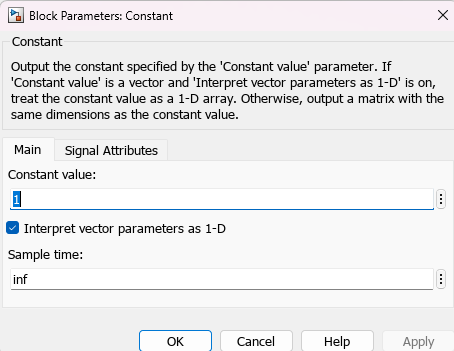 Block Parameters: Constant
Constant
Output the constant specified by the 'Constant value' parameter. If
'Constant value' is a vector and 'Interpret vector parameters as 1-D' is on,
treat the constant value as a 1-D array. Otherwise, output a matrix with the
same dimensions as the constant value.
Main Signal Attributes
Constant value:
1
Interpret vector parameters as 1-D
Sample time:
inf
OK Cancel Help Apply